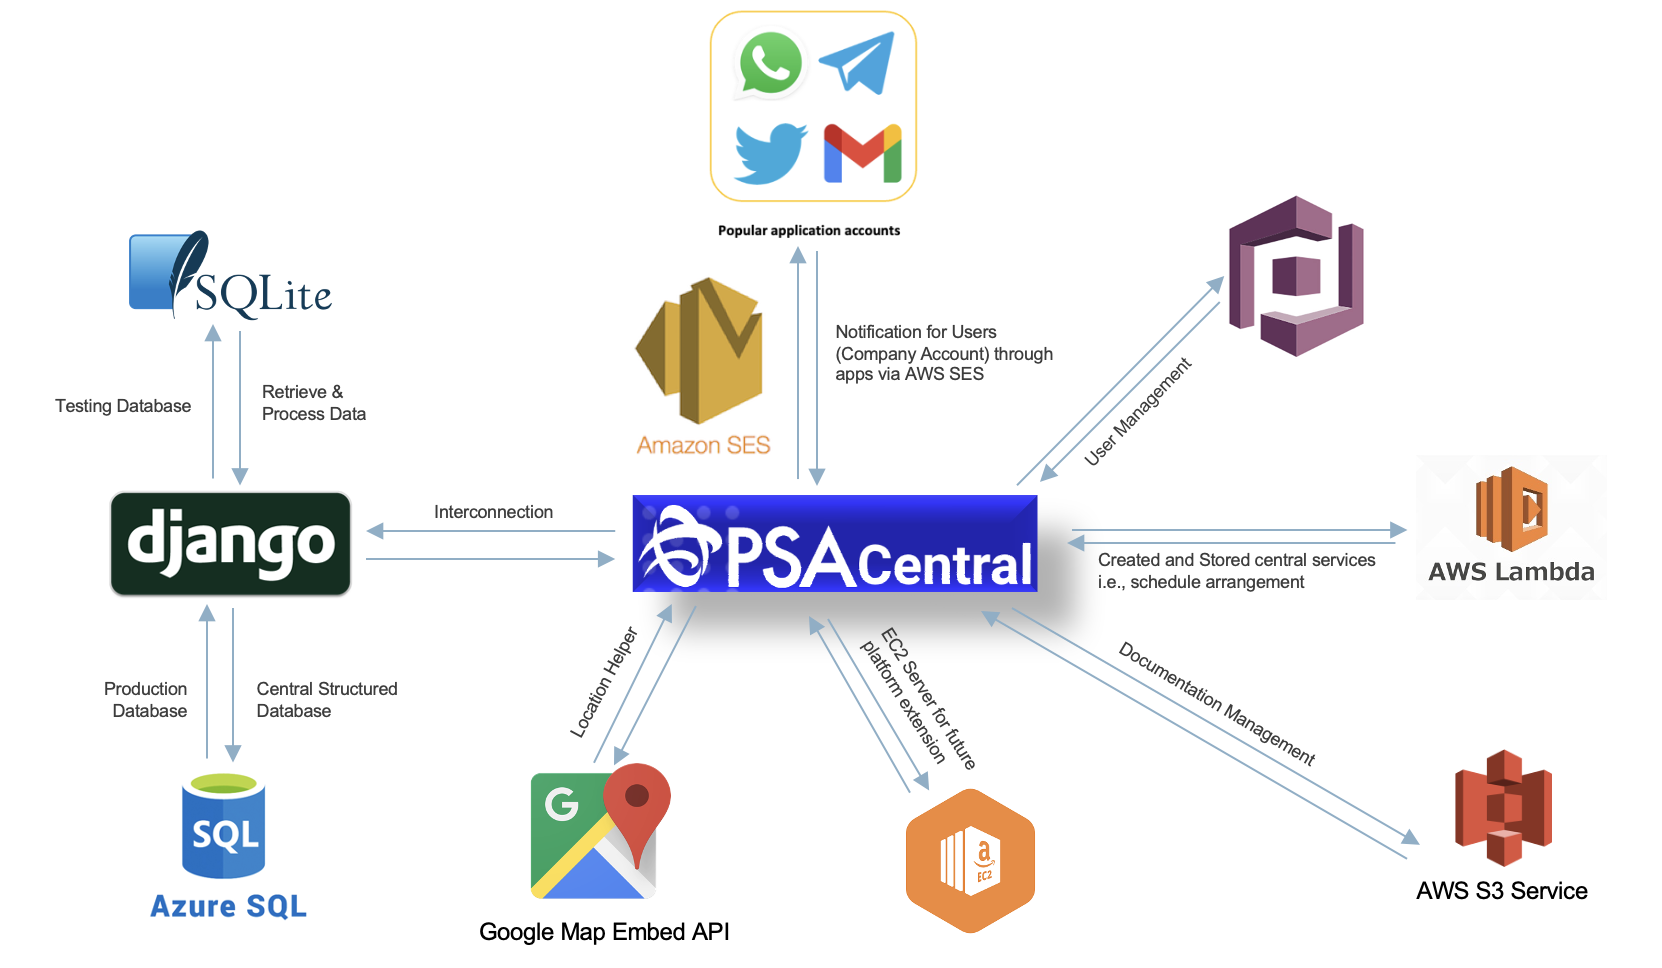 Popular application accounts
SQLite
Notification for Users
(Company Account) through
apps via AWS SES
Amazon SES
Testing Database
Retrieve &
Process Data
User Management
django
Interconnection
PSA Central
AWS Lambda
Created and Stored central services
i.e., schedule arrangement
Production
Database
Central Structured
Database
Location Helper
EC2 Server for future
platform extension
Documentation Management
SQL
Azure SQL
G
Google Map Embed API
a
EC2
AWS S3 Service